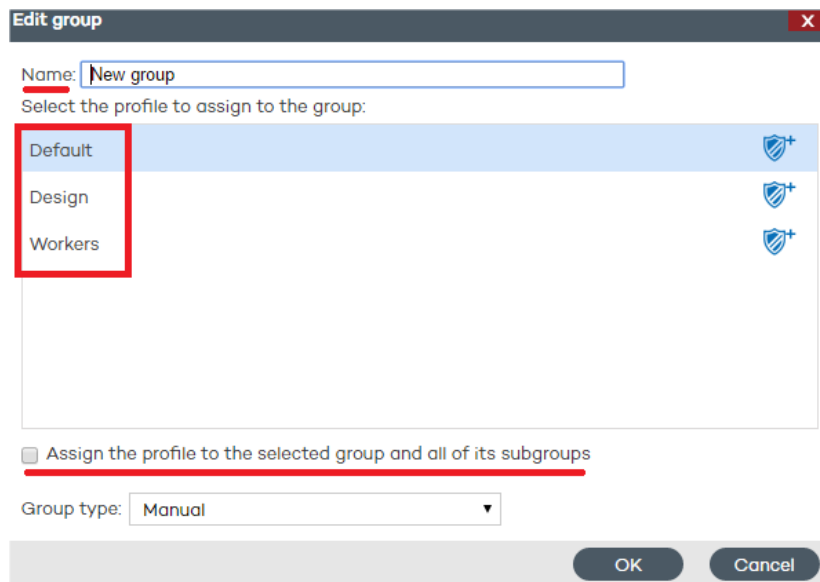 Edit group
X
Name: New group
Select the profile to assign to the group:
Default
Design
Workers
Assign the profile to the selected group and all of its subgroups
Group type: Manual
OK Cancel